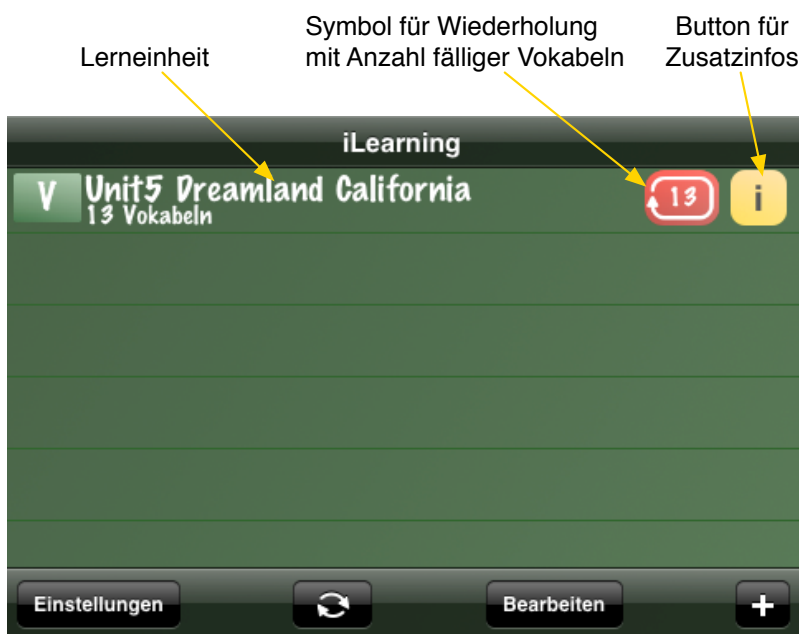 Lerneinheit
Symbol für Wiederholung
mit Anzahl fälliger Vokabeln
Button für
Zusatzinfos
iLearning
V
Unit5 Dreamland California
13 Vokabeln
13
i
Einstellungen
Bearbeiten
+